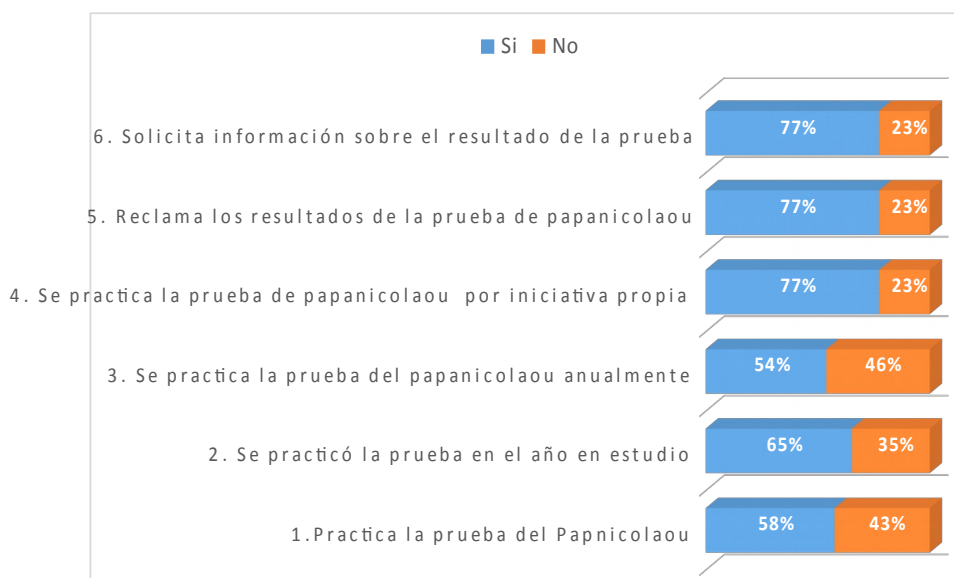 Si No
6. Solicita información sobre el resultado de la prueba 77% 23%
5. Reclama los resultados de la prueba de papanicolaou 77% 23%
4. Se practica la prueba de papanicolaou por iniciativa propia 77% 23%
3. Se practica la prueba del papanicolaou anualmente 54% 46%
2. Se practicó la prueba en el año en estudio 65% 35%
1.Practica la prueba del Papnicolaou 58% 43%